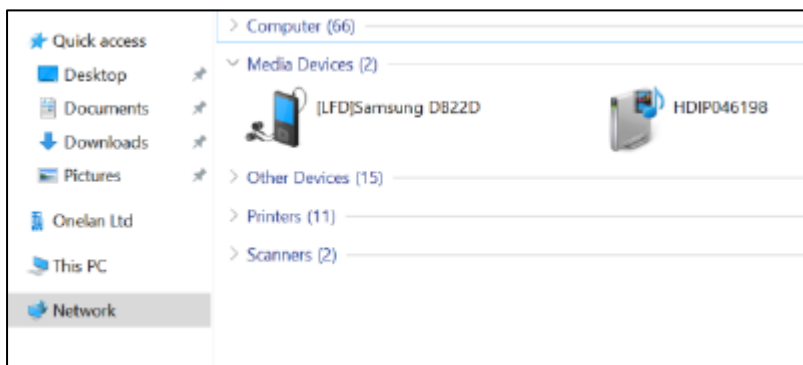 Quick access
Desktop
Documents
Downloads
Pictures
Onelan Ltd
This PC
Network
Computer (66)
Media Devices (2)
[LFD]Samsung DB22D
HDIP046198
Other Devices (15)
Printers (11)
Scanners (2)